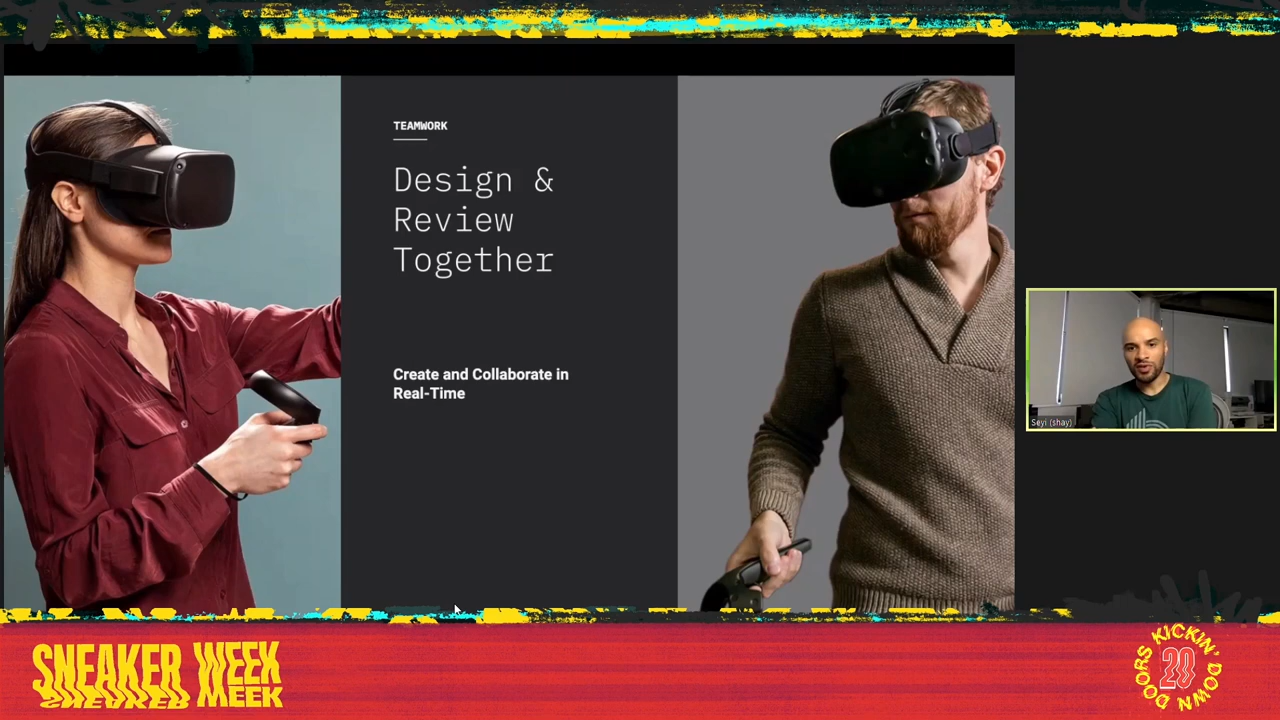 TEAMWORK
Design &
Review
Together
Create and Collaborate in
Real-Time
Seyi (shay)
SNEAKER WEEK
KICKIN' DOWN DOORS
20